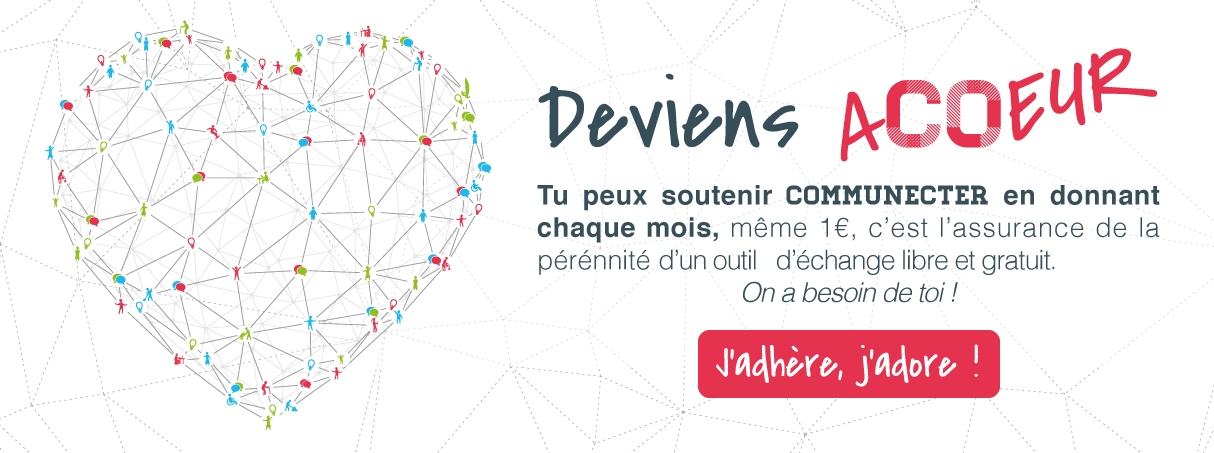 Deviens ACOEUR
Tu peux soutenir COMMUNECTER en donnant
chaque mois, même 1€, c'est l'assurance de la
pérénnité d'un outil d'échange libre et gratuit.
On a besoin de toi !
J'adhère, j'adore !